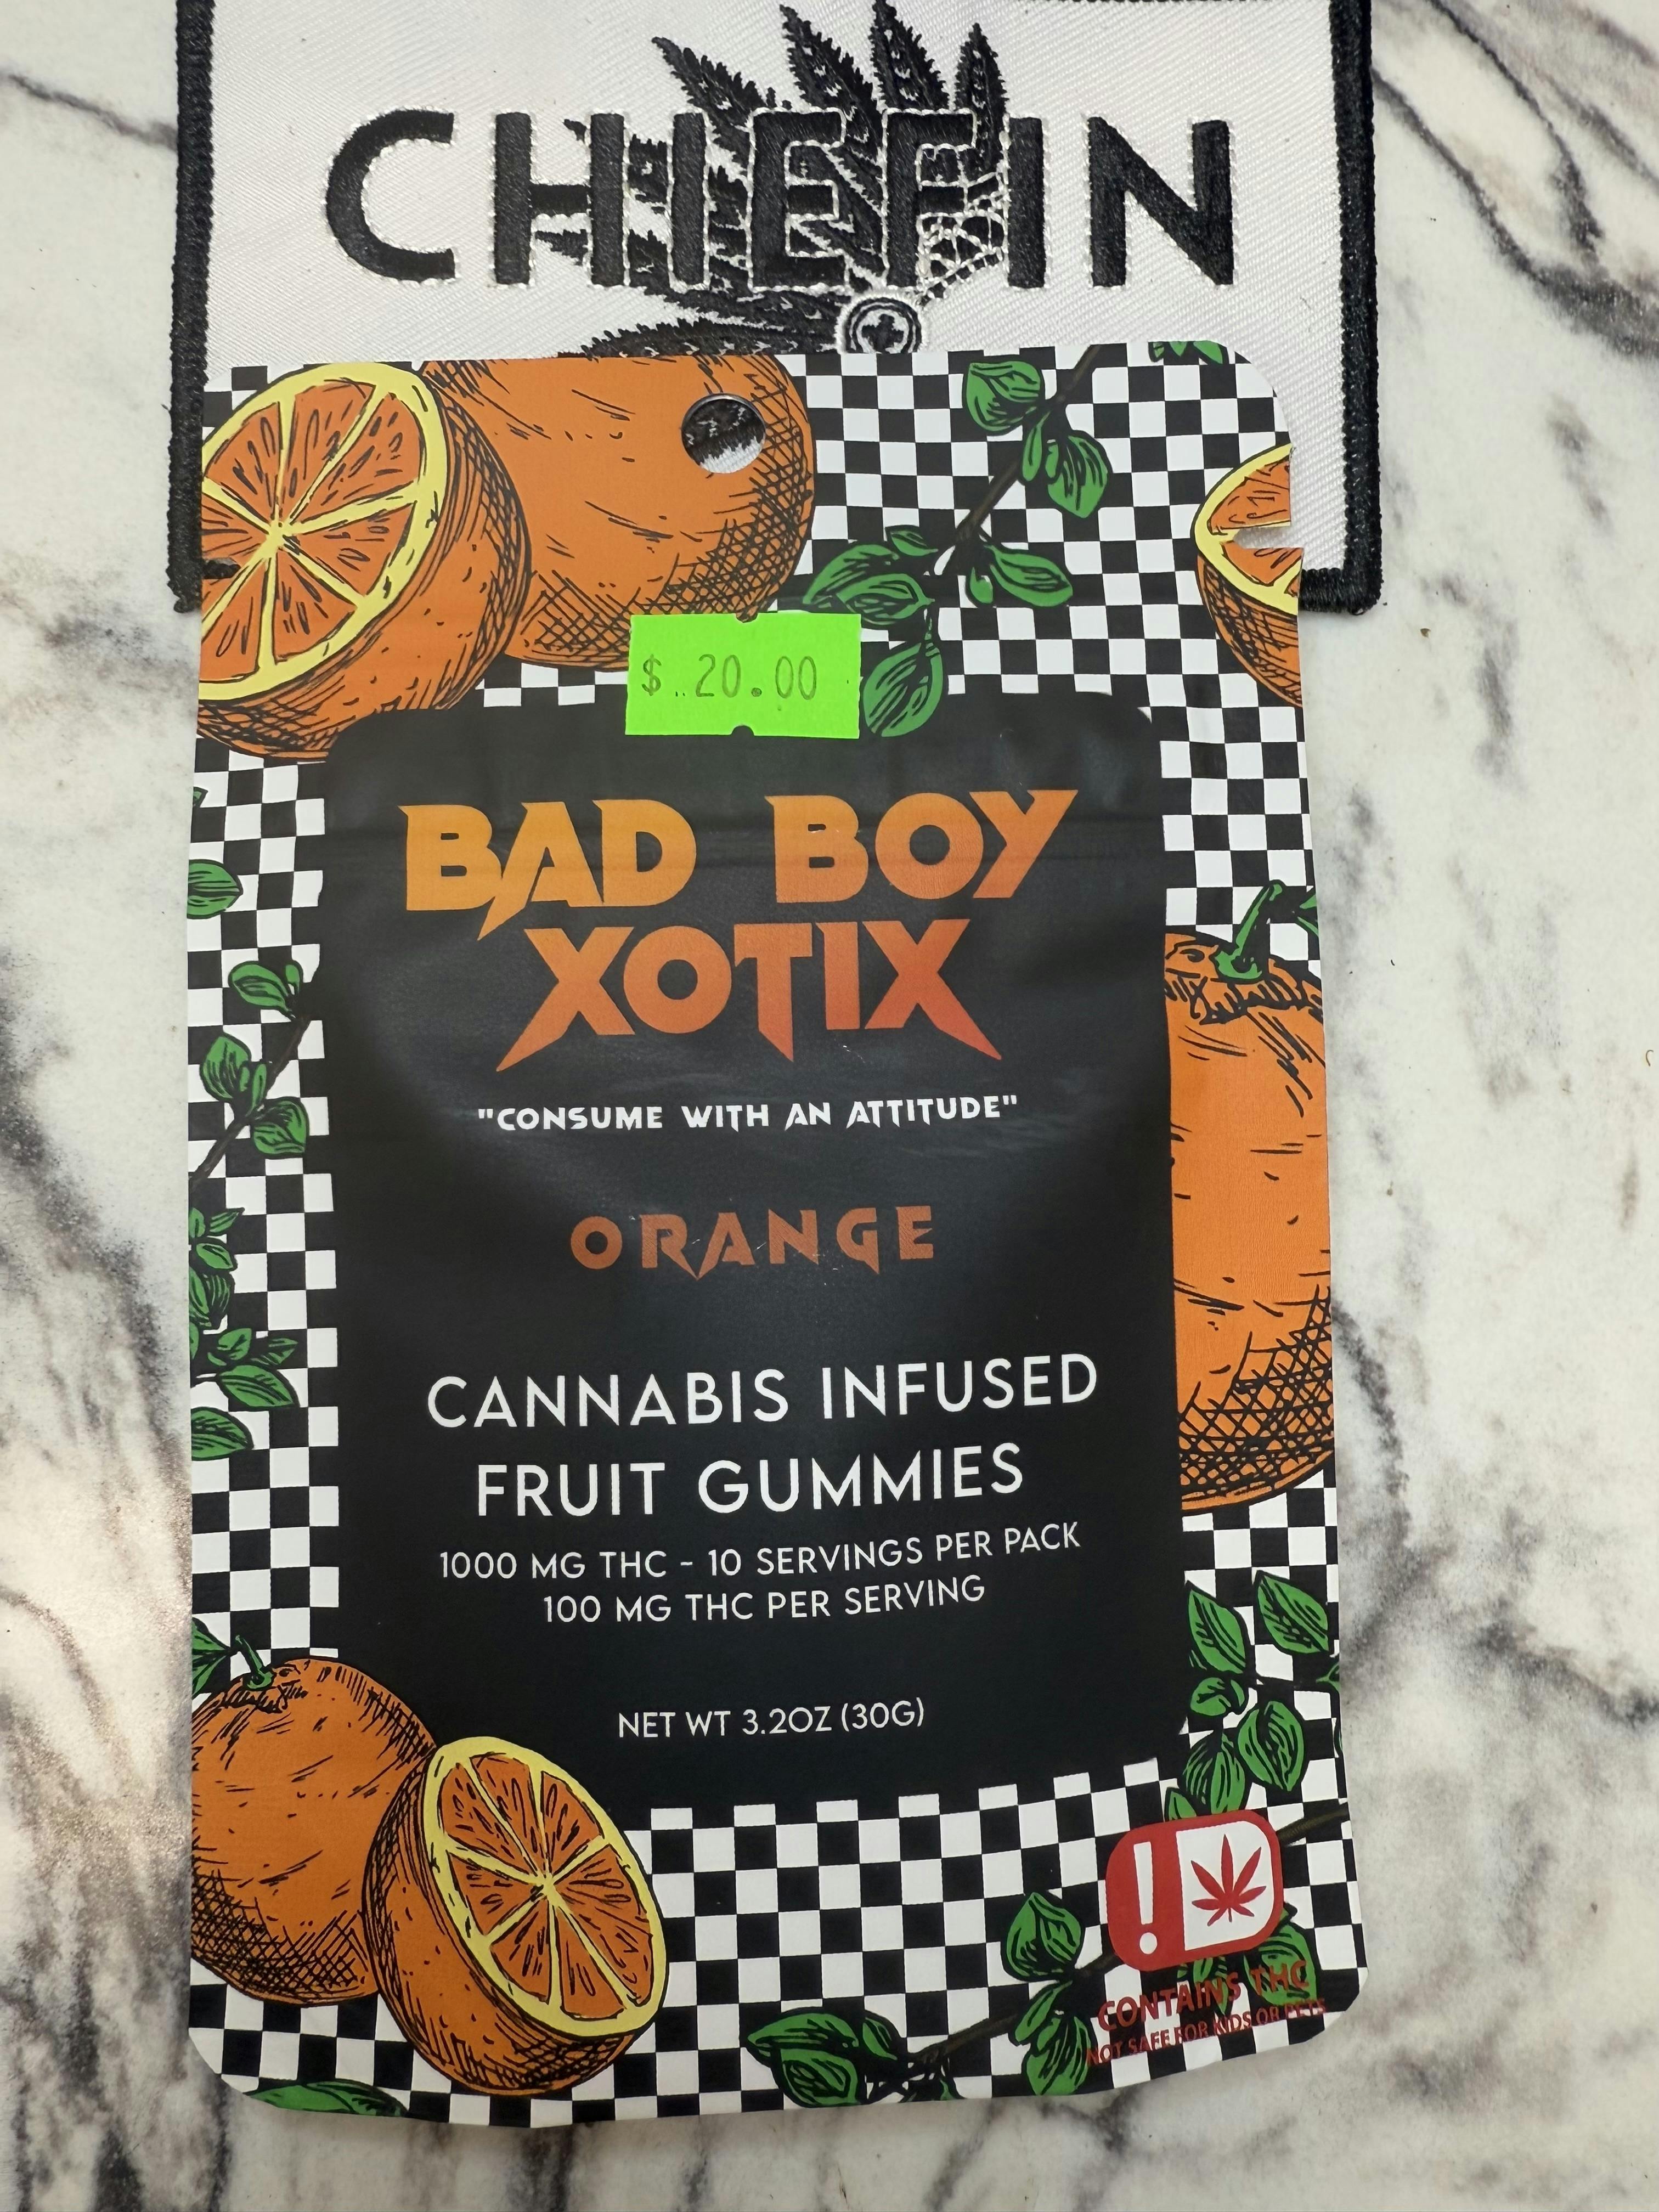 CHIEFIN
$ 20.00
BAD BOY
XOTIX
"CONSUME WITH AN ATTITUDE"
ORANGE
CANNABIS INFUSED
FRUIT GUMMIES
1000 MG THC - 10 SERVINGS PER PACK
100 MG THC PER SERVING
NET WT 3.2OZ (30G)
!
CONTAINS THC
NOT SAFE FOR KIDS OR PETS